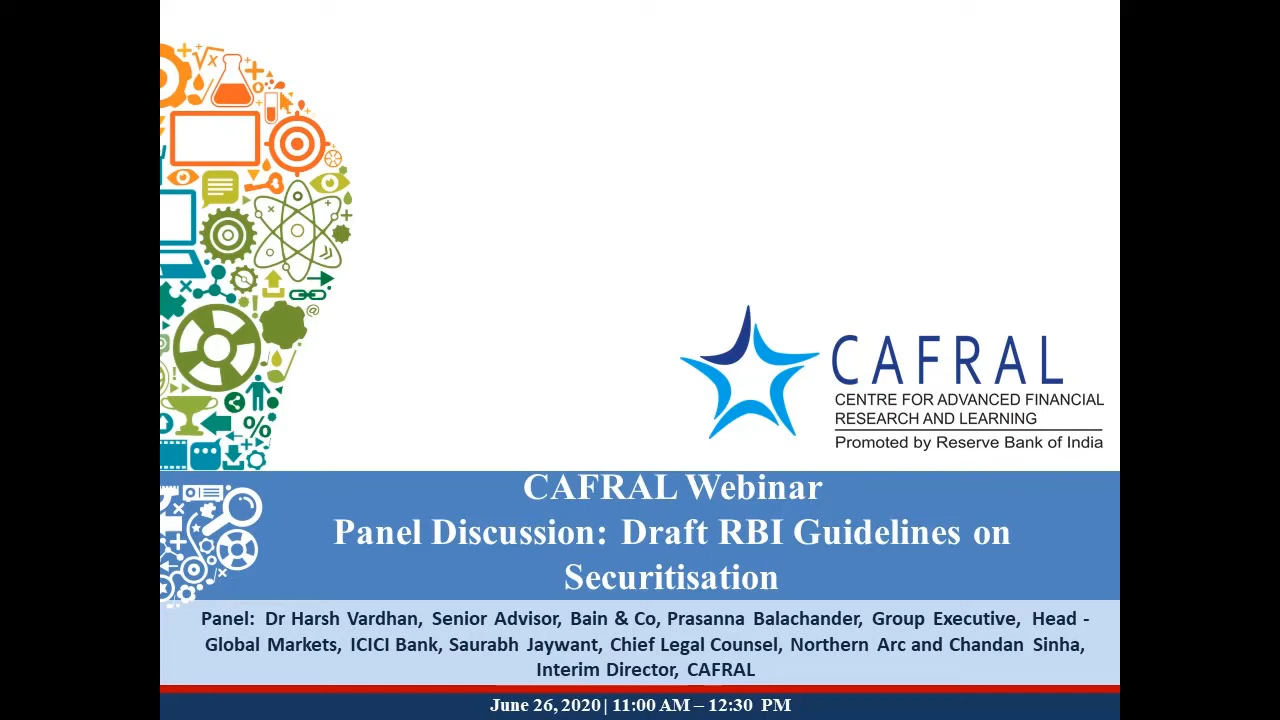 CAFRAL
CENTRE FOR ADVANCED FINANCIAL
RESEARCH AND LEARNING
Promoted by Reserve Bank of India
CAFRAL Webinar
Panel Discussion: Draft RBI Guidelines on
Securitisation
Panel: Dr Harsh Vardhan, Senior Advisor, Bain & Co, Prasanna Balachander, Group Executive, Head -
Global Markets, ICICI Bank, Saurabh Jaywant, Chief Legal Counsel, Northern Arc and Chandan Sinha,
Interim Director, CAFRAL
June 26, 2020| 11:00 AM – 12:30 PM